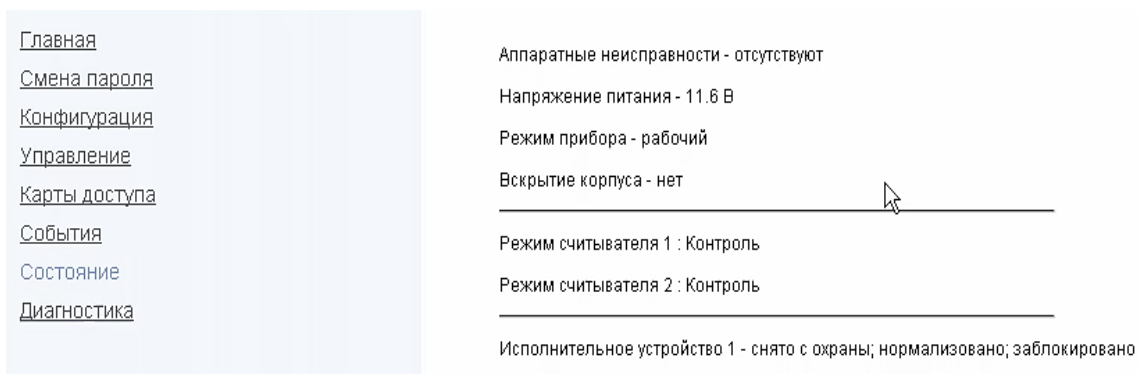 Главная
Смена пароля
Конфигурация
Управление
Карты доступа
События
Состояние
Диагностика
Аппаратные неисправности - отсутствуют
Напряжение питания - 11.6 В
Режим прибора - рабочий
Вскрытие корпуса - нет
Режим считывателя 1 : Контроль
Режим считывателя 2 : Контроль
Исполнительное устройство 1 - снято с охраны; нормализовано; заблокировано